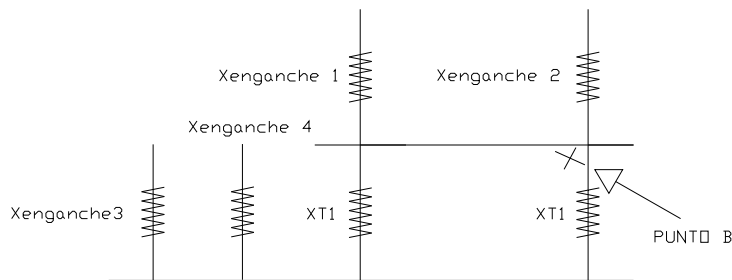 Xenganche 1
Xenganche 2
Xenganche 4
Xenganche3
XT1
XT1
PUNTO B